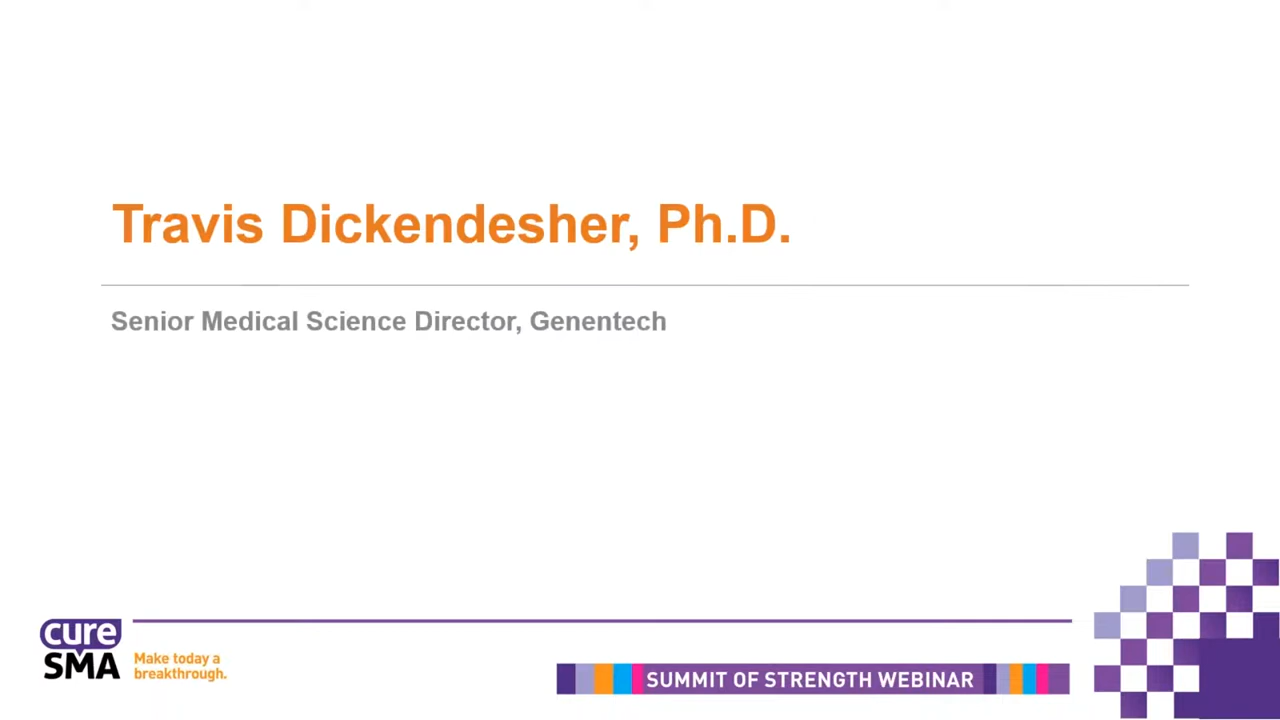 Travis Dickendesher, Ph.D.
Senior Medical Science Director, Genentech
cure
SMA
Make today a
breakthrough.
SUMMIT OF STRENGTH WEBINAR